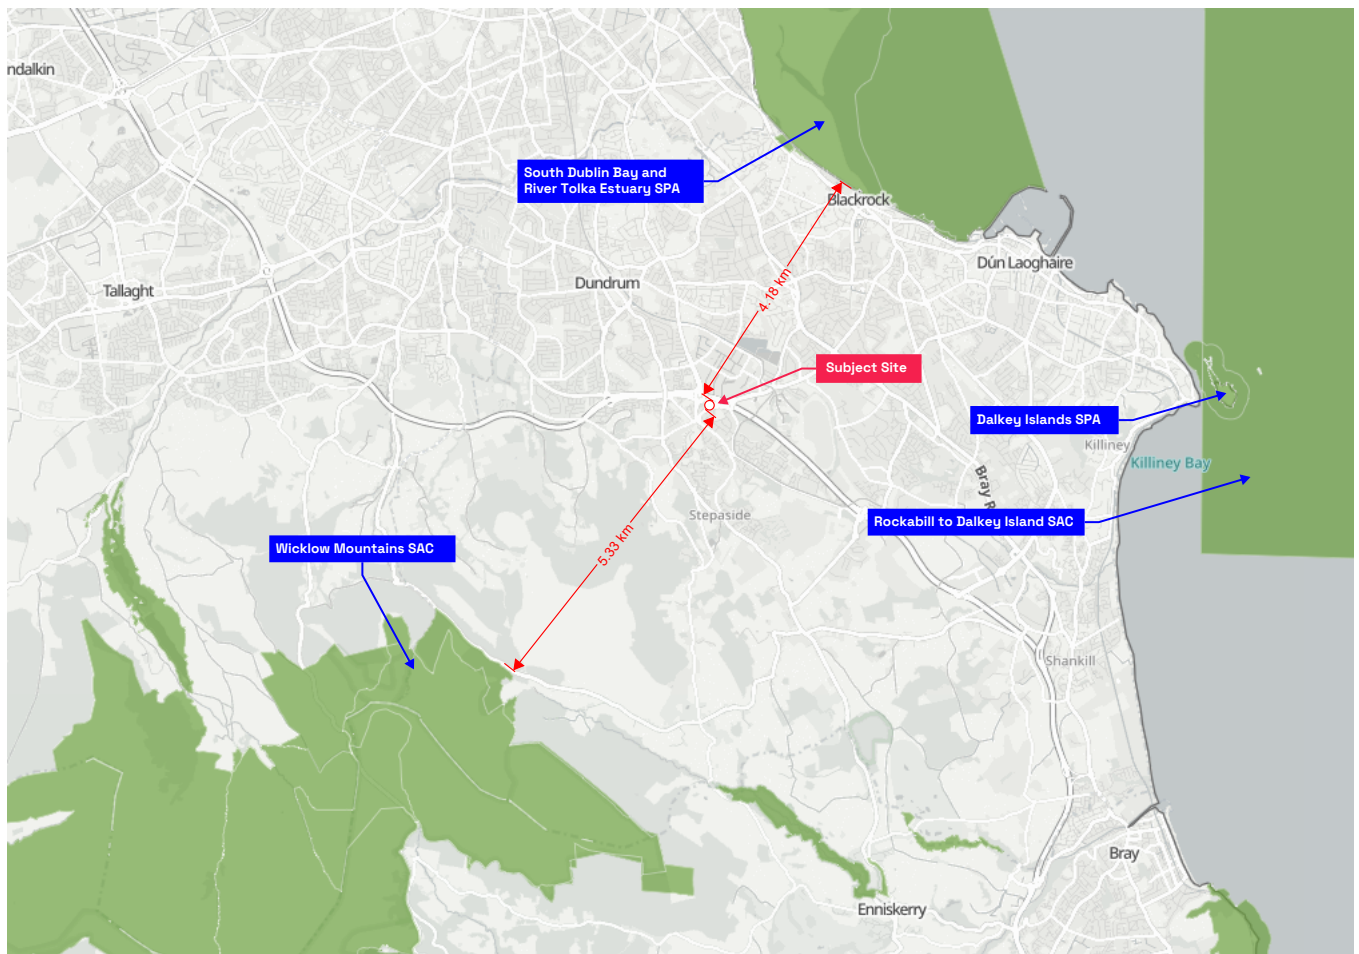 ndalkin
South Dublin Bay and
River Tolka Estuary SPA
Blackrock
Dún Laoghaire
Dundrum
Tallaght
4.18 km
Subject Site
Dalkey Islands SPA
Killiney
Killiney Bay
Bray R
Rockabill to Dalkey Island SAC
Stepaside
5.33 km
Wicklow Mountains SAC
Shankill
Bray
Enniskerry